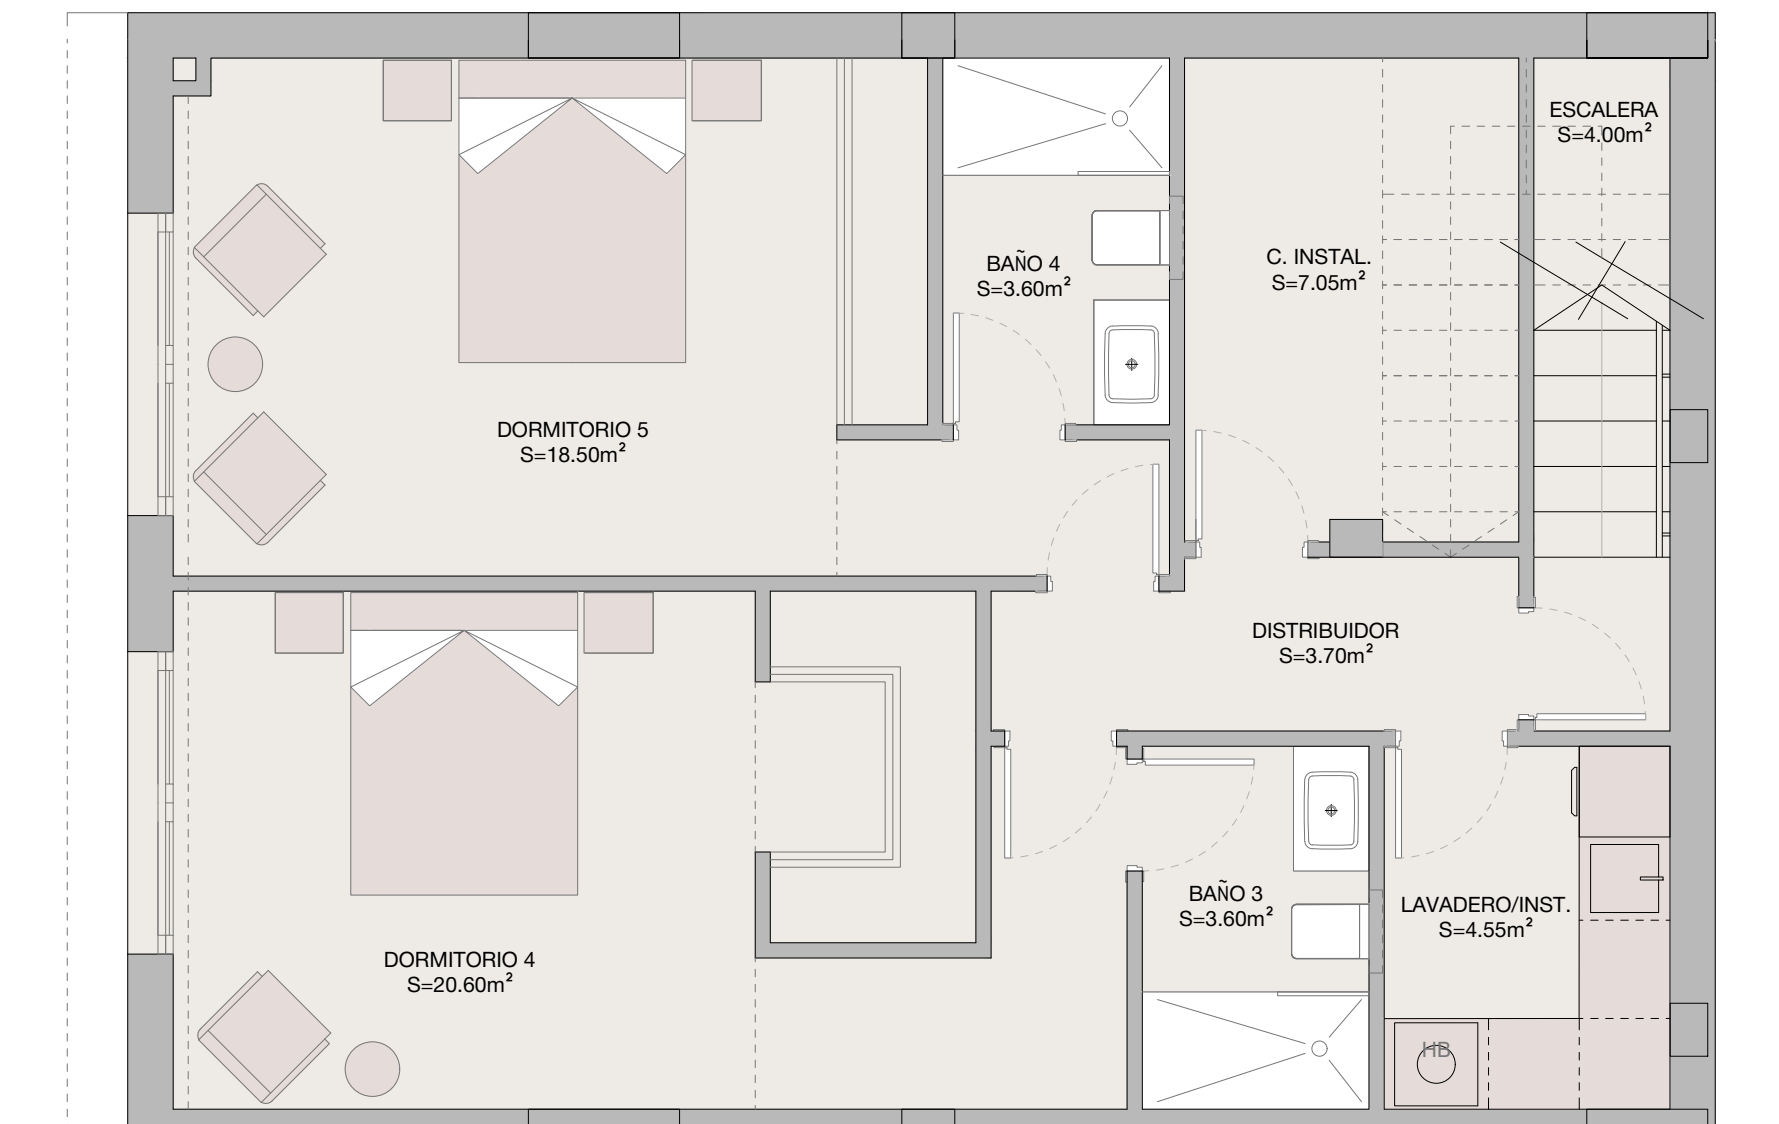 ESCALERA
S=4.00m²
BAÑO 4
S=3.60m²
C. INSTAL.
S=7.05m²
DORMITORIO 5
S=18.50m²
DISTRIBUIDOR
S=3.70m²
BAÑO 3
S=3.60m²
LAVADERO/INST.
S=4.55m²
DORMITORIO 4
S=20.60m²
HB